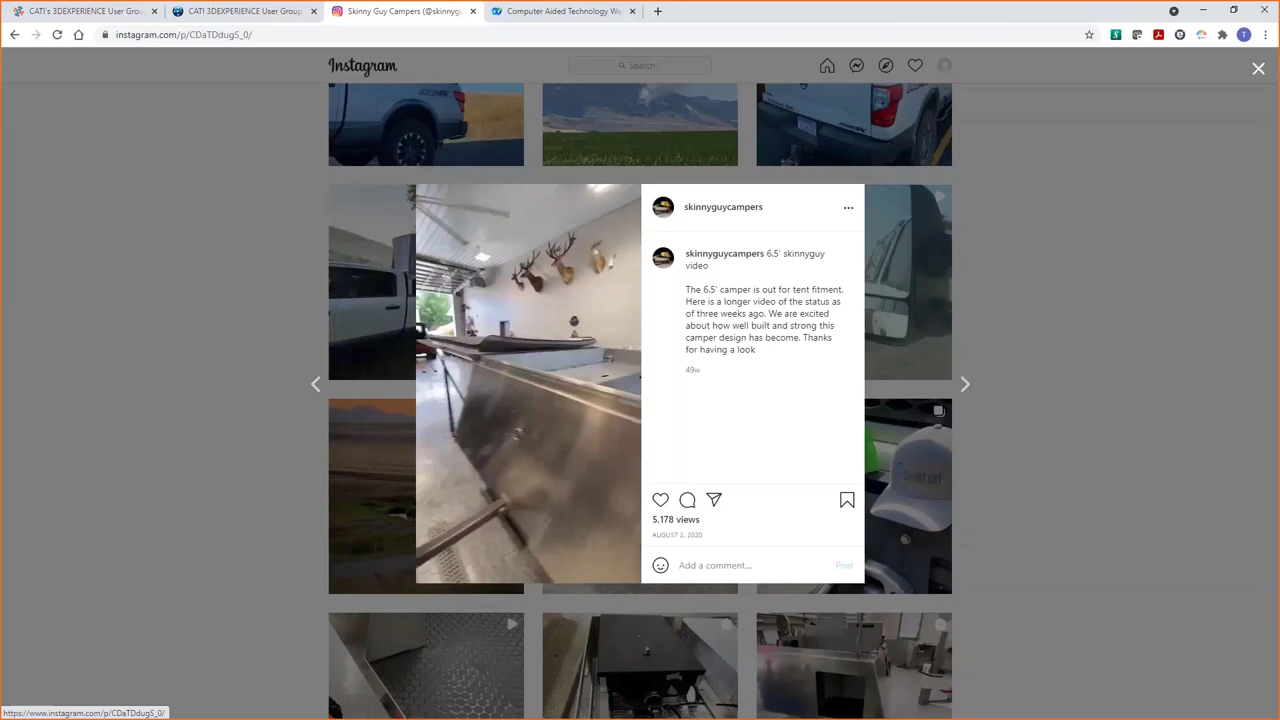 CATI's 3DEXPERIENCE User Group
CATI 3DEXPERIENCE User Group
Skinny Guy Campers (@skinnygu
Computer Aided Technology We
instagram.com/p/CDaTDdugS_0/
T
Instagram
Search
skinnyguycampers
skinnyguycampers 6.5' skinnyguy
video
The 6.5' camper is out for tent fitment.
Here is a longer video of the status as
of three weeks ago. We are excited
about how well built and strong this
camper design has become. Thanks
for having a look
49w
5,178 views
AUGUST 2, 2020
Add a comment...
Post
https://www.instagram.com/p/CDaTDdugS_0/